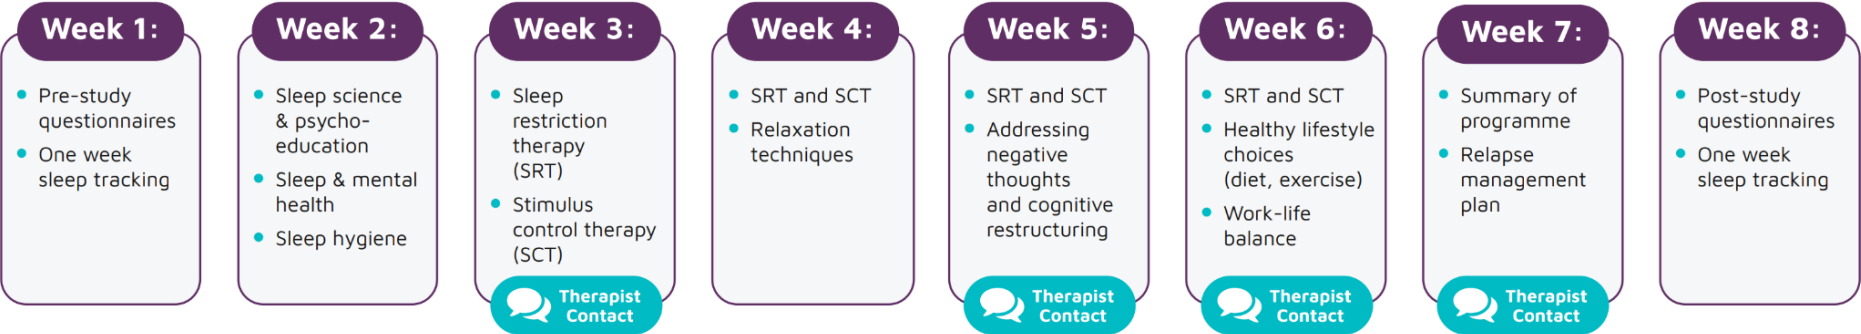 Week 1:
Pre-study
questionnaires
One week
sleep tracking
Week 2:
Sleep science
& psycho-
education
Sleep & mental
health
Sleep hygiene
Week 3:
Sleep
restriction
therapy
(SRT)
Stimulus
control therapy
(SCT)
Therapist
Contact
Week 4:
SRT and SCT
Relaxation
techniques
Week 5:
SRT and SCT
Addressing
negative
thoughts
and cognitive
restructuring
Therapist
Contact
Week 6:
SRT and SCT
Healthy lifestyle
choices
(diet, exercise)
Work-life
balance
Therapist
Contact
Week 7:
Summary of
programme
Relapse
management
plan
Therapist
Contact
Week 8:
Post-study
questionnaires
One week
sleep tracking